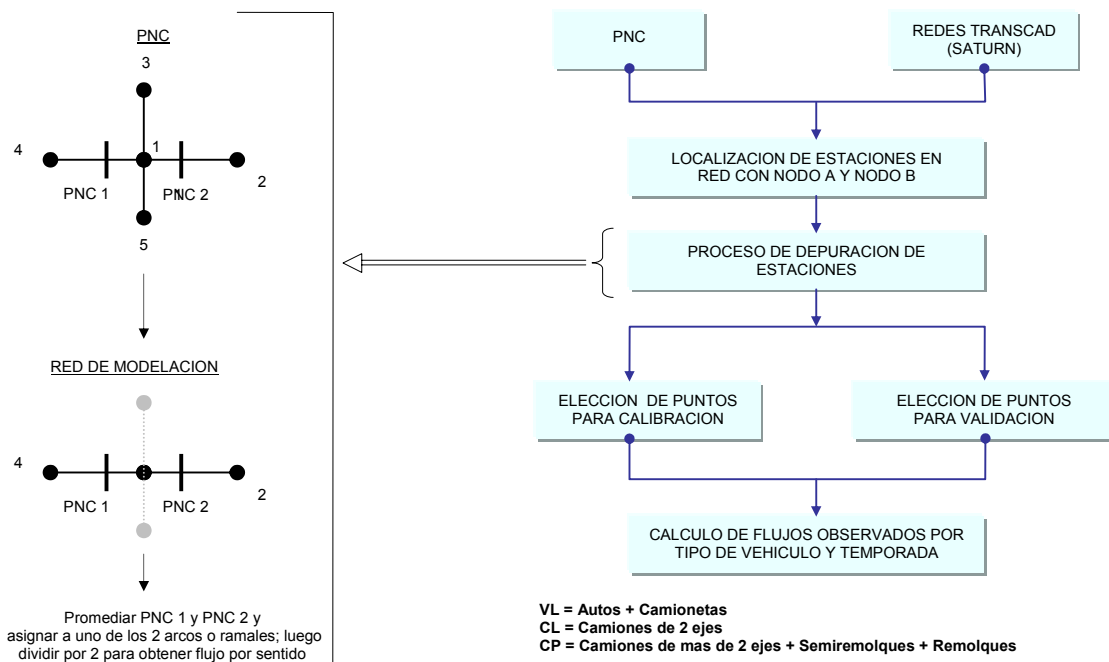 PNC
3
4
1
PNC 1
PNC 2
2
5
RED DE MODELACION
4
PNC 1
PNC 2
2
Promediar PNC 1 y PNC 2 y
asignar a uno de los 2 arcos o ramales; luego
dividir por 2 para obtener flujo por sentido
PNC
REDES TRANSCAD
(SATURN)
LOCALIZACION DE ESTACIONES EN
RED CON NODO A Y NODO B
PROCESO DE DEPURACION DE
ESTACIONES
ELECCION DE PUNTOS
PARA CALIBRACION
ELECCION DE PUNTOS
PARA VALIDACION
CALCULO DE FLUJOS OBSERVADOS POR
TIPO DE VEHICULO Y TEMPORADA
VL = Autos + Camionetas
CL = Camiones de 2 ejes
CP = Camiones de mas de 2 ejes + Semiremolques + Remolques